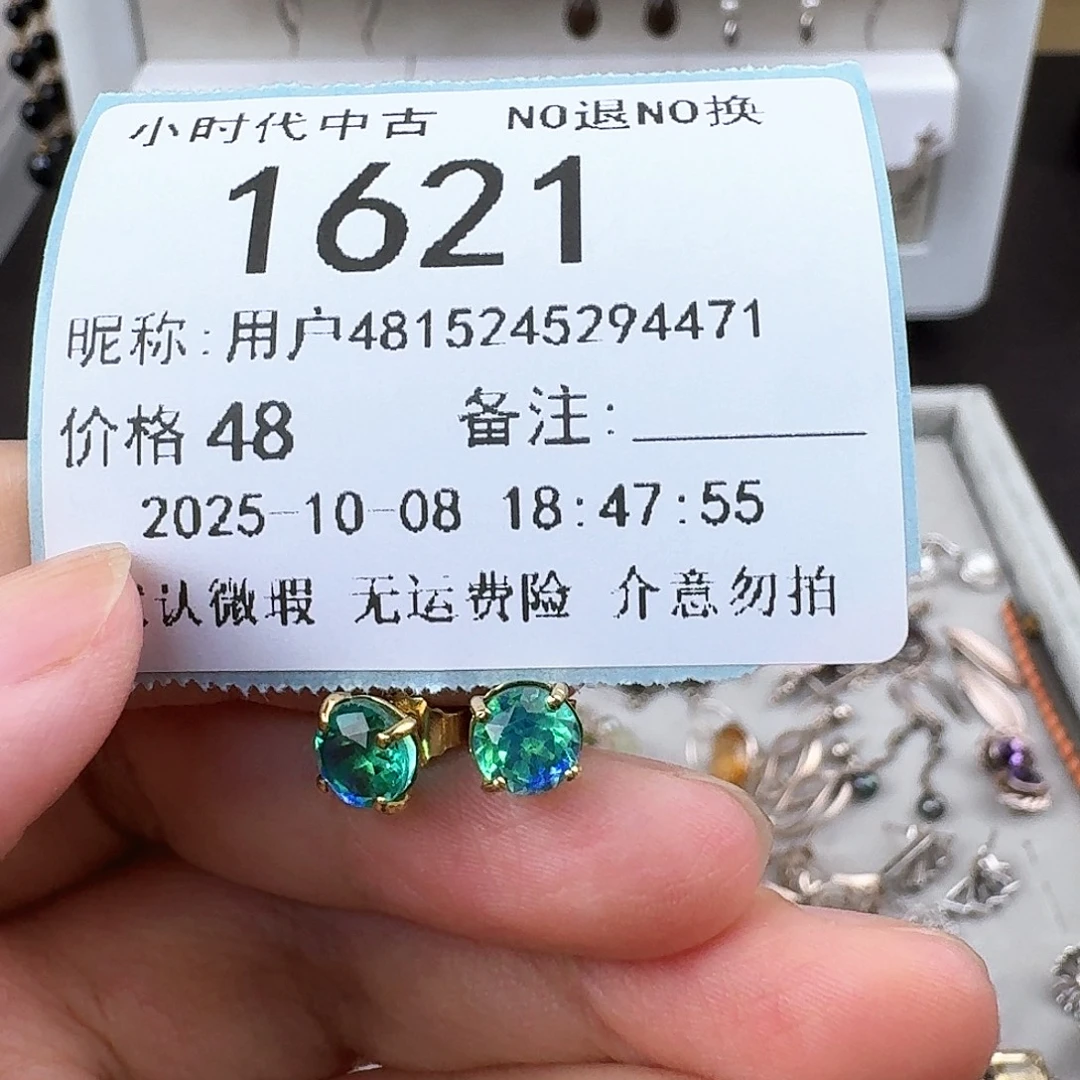 小时代中古 NO退NO换
1621
昵称:用户4815245294471
价格 48 备注:
2025-10-08 18:47:55
认微瑕 无运费险 介意勿拍